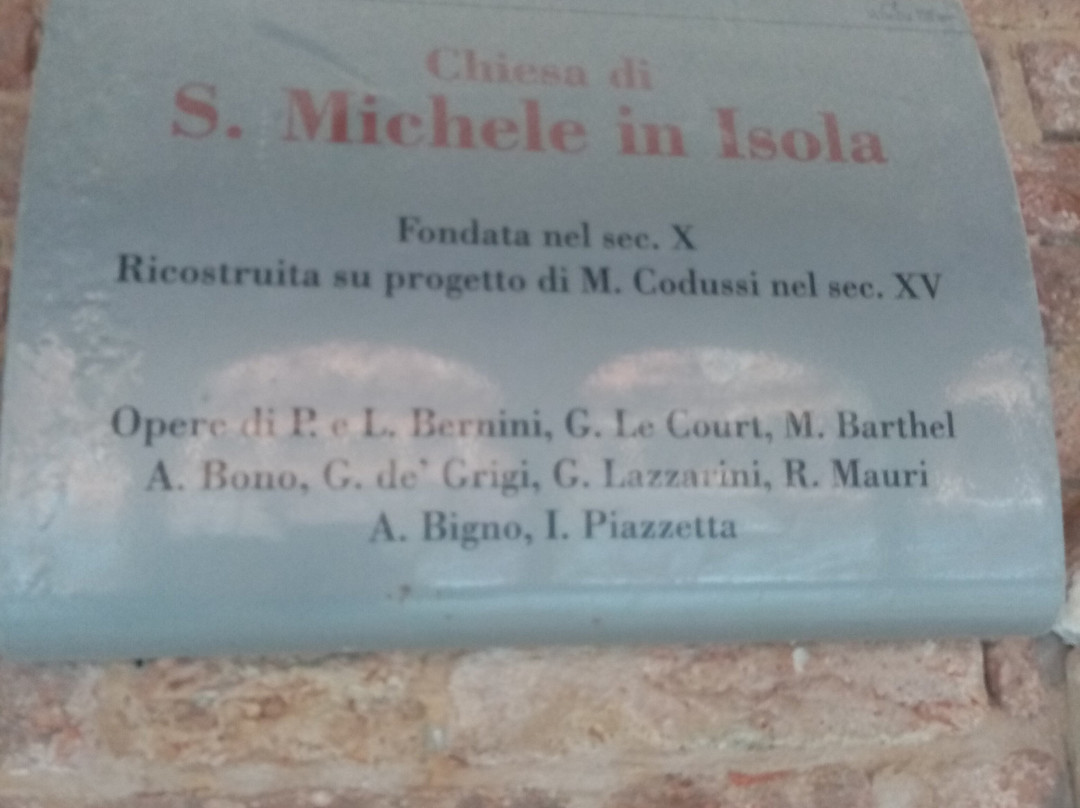 Chiesa di
S. Michele in Isola
Fondata nel sec. X
Ricostruita su progetto di M. Codussi nel sec. XV
Opere di P. e L. Bernini, G. Le Court, M. Barthel
A. Bono, G. de' Grigi, G. Lazzarini, R. Mauri
A. Bigno, I. Piazzetta